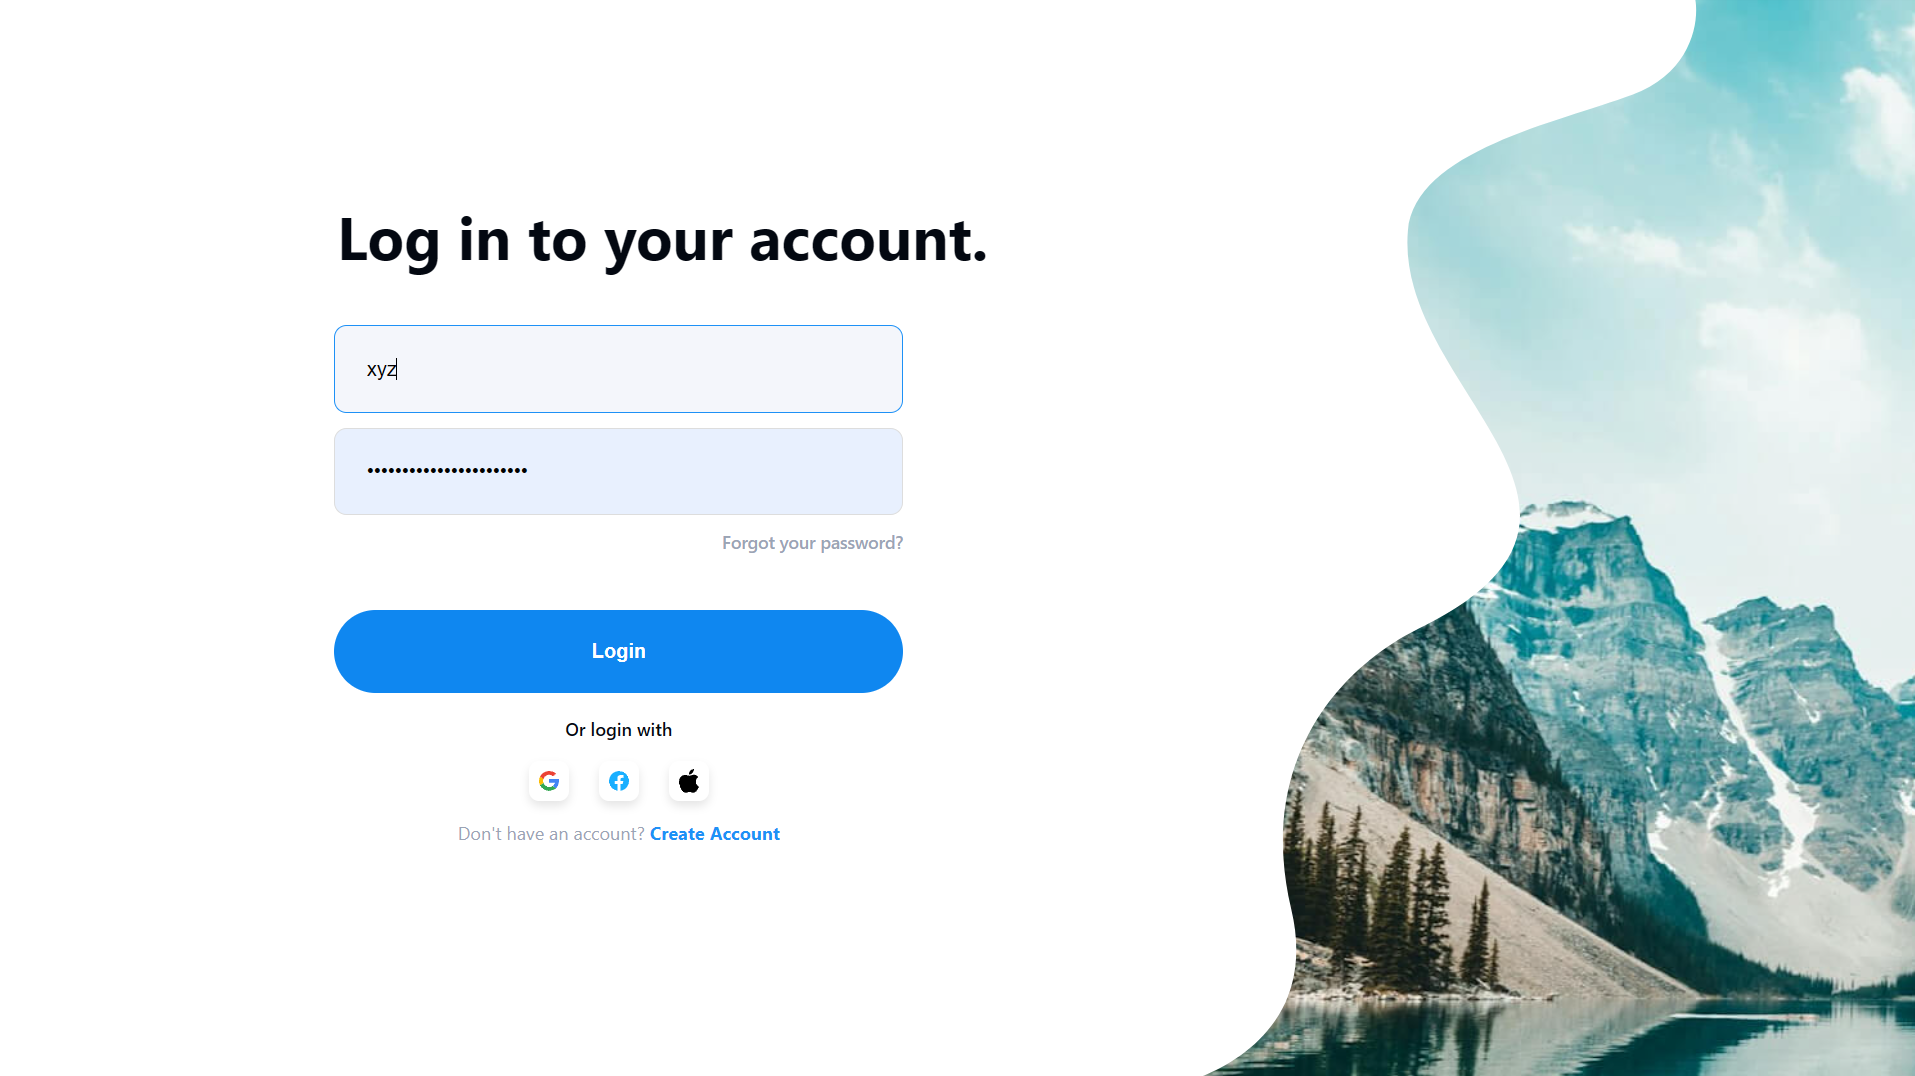 Log in to your account.
xyz
•••••••••••••••••••••••
Forgot your password?
Login
Or login with
Don't have an account? Create Account